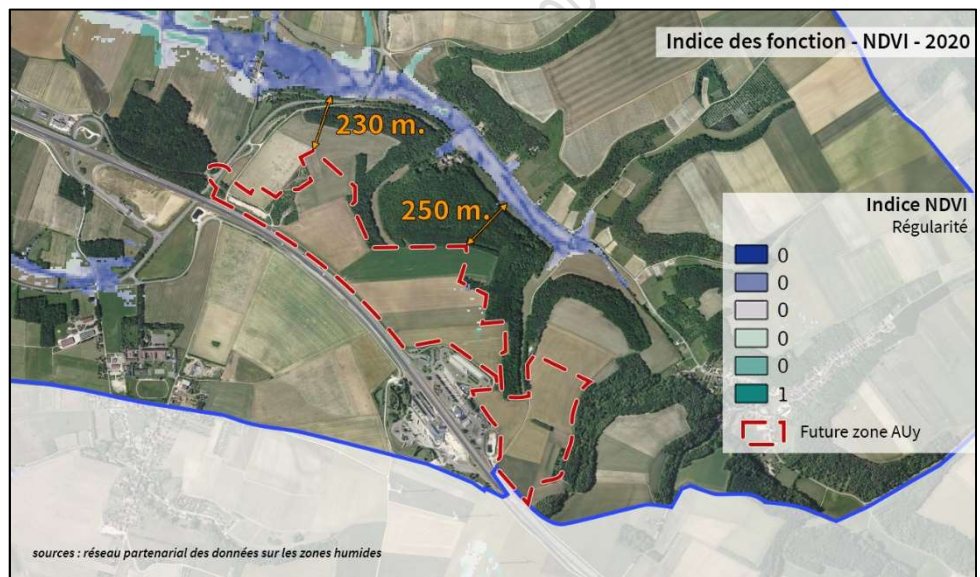 Indice des fonction - NDVI - 2020
230 m.
250 m.
Indice NDVI
Régularité
0
0
0
0
0
1
Future zone AUy
sources : réseau partenarial des données sur les zones humides